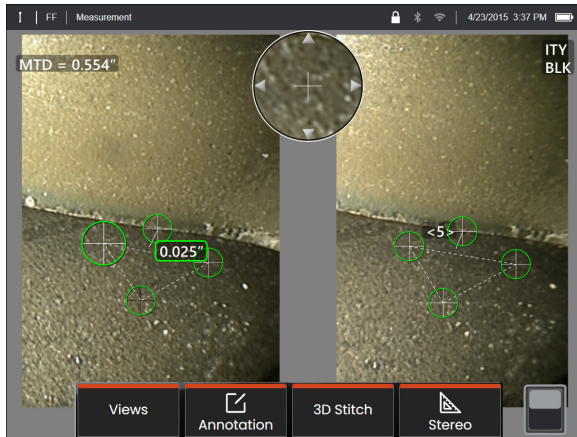 I FF Measurement 4/23/2015 3:37 PM
MTD = 0.554"
ITY
BLK
0.025"
<5>
Views
Annotation
3D Stitch
Stereo